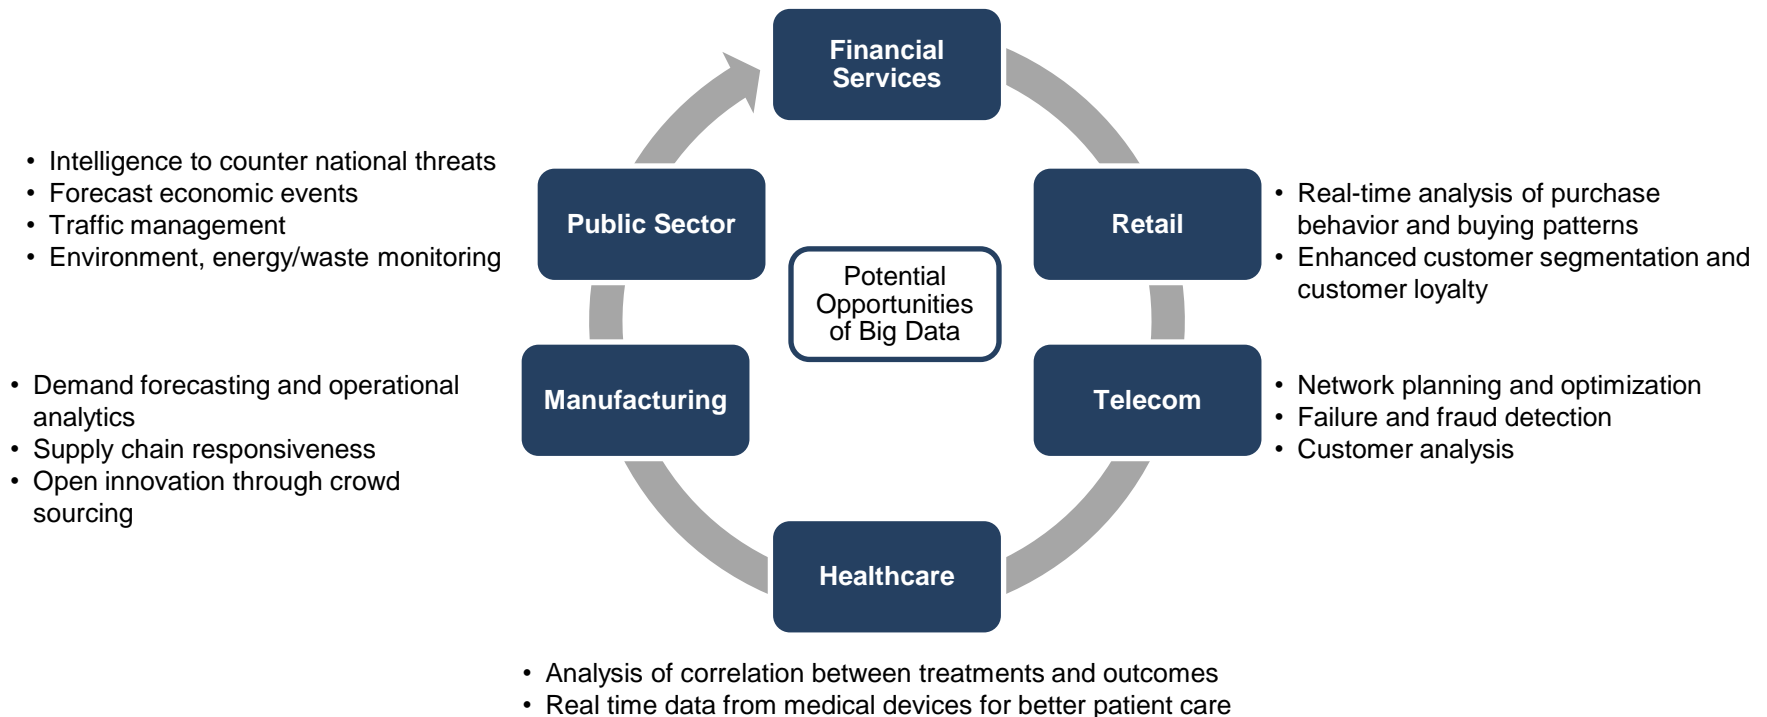 Financial
Services
• Intelligence to counter national threats
• Forecast economic events
• Traffic management
• Environment, energy/waste monitoring
Public Sector
Retail
• Real-time analysis of purchase
behavior and buying patterns
• Enhanced customer segmentation and
customer loyalty
Potential
Opportunities
of Big Data
• Demand forecasting and operational
analytics
• Supply chain responsiveness
• Open innovation through crowd
sourcing
Manufacturing
Telecom
• Network planning and optimization
• Failure and fraud detection
• Customer analysis
Healthcare
• Analysis of correlation between treatments and outcomes
• Real time data from medical devices for better patient care